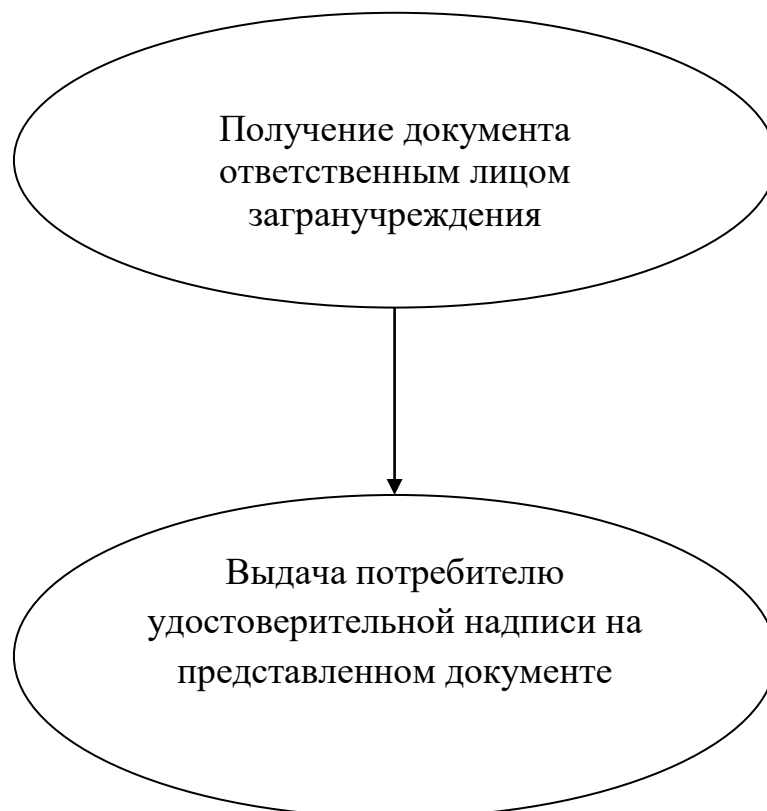 Получение документа
ответственным лицом
загранучреждения
Выдача потребителю
удостоверительной надписи на
представленном документе